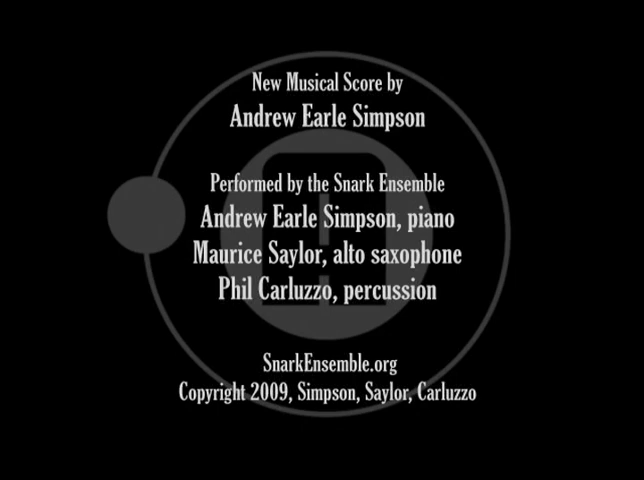 New Musical Score by
Andrew Earle Simpson
Performed by the Snark Ensemble
Andrew Earle Simpson, piano
Maurice Saylor, alto saxophone
Phil Carluzzo, percussion
SnarkEnsemble.org
Copyright 2009, Simpson, Saylor, Carluzzo